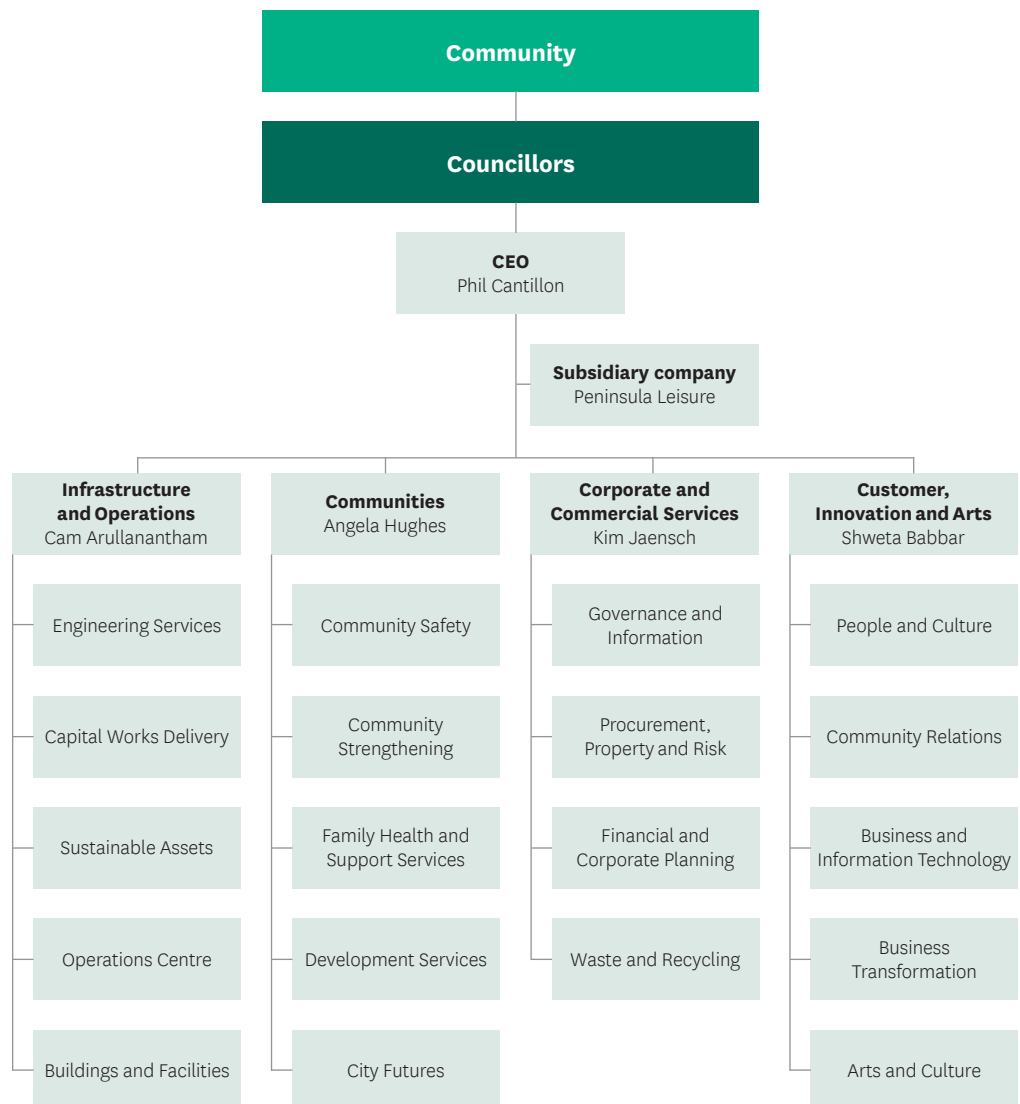 Community
Councillors
CEO
Phil Cantillon
Subsidiary company
Peninsula Leisure
Infrastructure
and Operations
Cam Arullanantham
Engineering Services
Capital Works Delivery
Sustainable Assets
Operations Centre
Buildings and Facilities
Communities
Angela Hughes
Community Safety
Community
Strengthening
Family Health and
Support Services
Development Services
City Futures
Corporate and
Commercial Services
Kim Jaensch
Governance and
Information
Procurement,
Property and Risk
Financial and
Corporate Planning
Waste and Recycling
Customer,
Innovation and Arts
Shweta Babbar
People and Culture
Community Relations
Business and
Information Technology
Business
Transformation
Arts and Culture